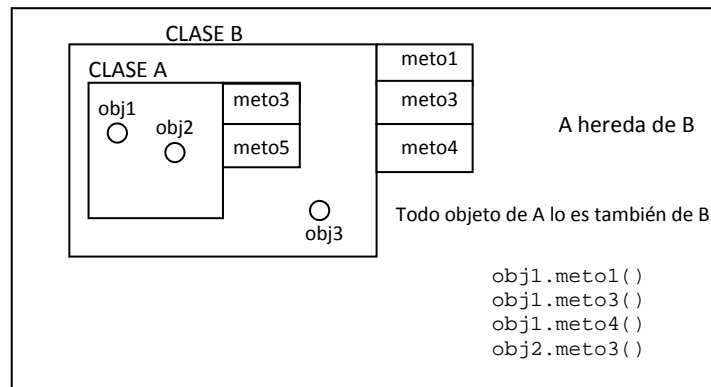 CLASE B
meto1
CLASE A
meto3
meto3
obj1
obj2
A hereda de B
meto5
meto4
obj3
Todo objeto de A lo es también de B
obj1.meto1()
obj1.meto3()
obj1.meto4()
obj2.meto3()